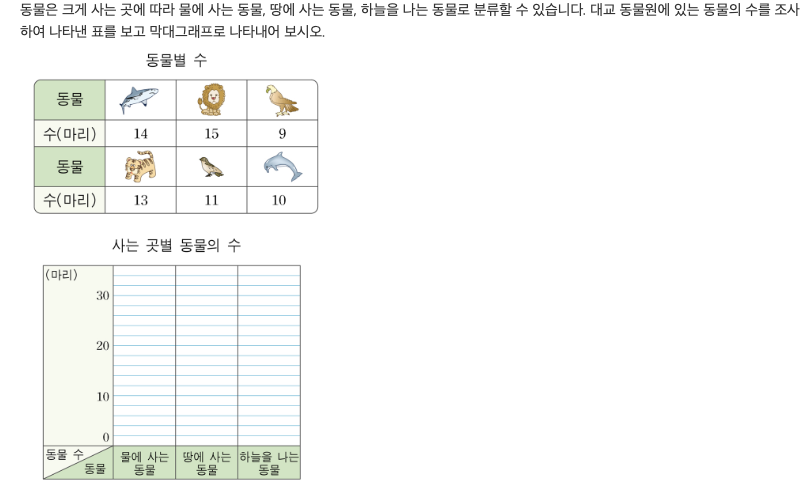 동물은 크게 사는 곳에 따라 물에 사는 동물, 땅에 사는 동물, 하늘을 나는 동물로 분류할 수 있습니다. 대교 동물원에 있는 동물의 수를 조사
하여 나타낸 표를 보고 막대그래프로 나타내어 보시오.
동물별 수
동물
수(마리) 14 15 9
동물
수(마리) 13 11 10
사는 곳별 동물의 수
(마리)
30
20
10
0
동물 수
동물
물에 사는 동물
땅에 사는 동물
하늘을 나는 동물